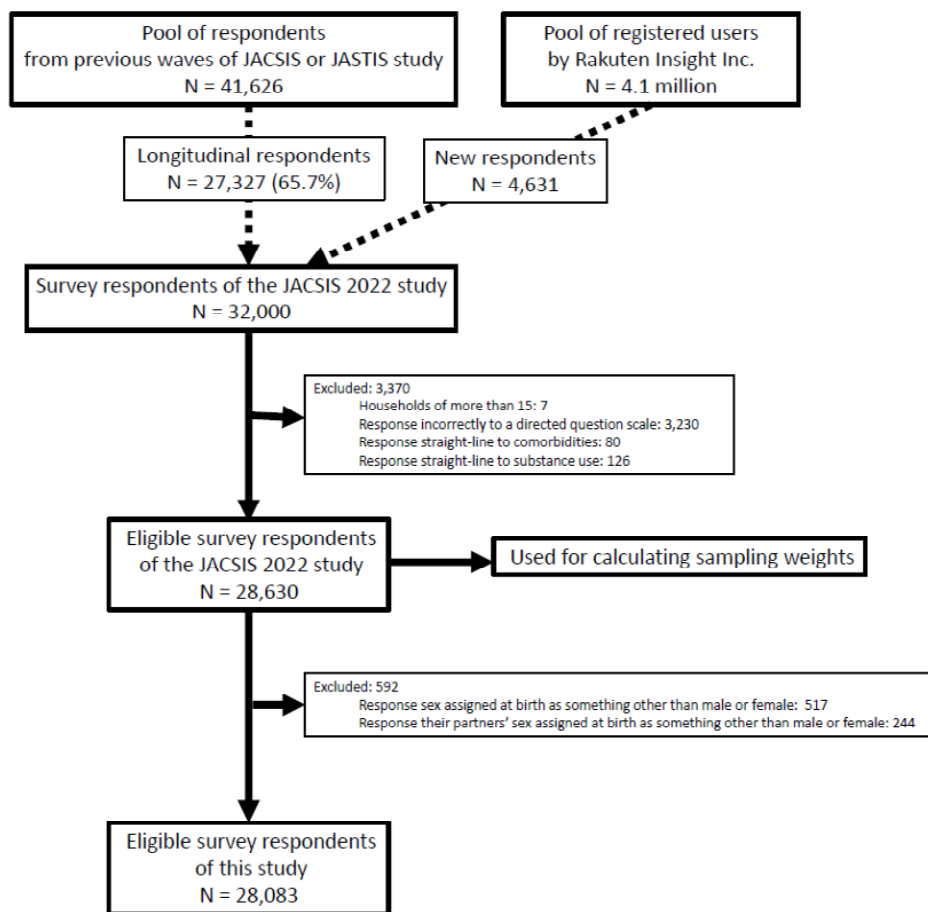 Pool of respondents
from previous waves of JACSIS or JASTIS study
N = 41,626
Pool of registered users
by Rakuten Insight Inc.
N = 4.1 million
Longitudinal respondents
N = 27,327 (65.7%)
New respondents
N = 4,631
Survey respondents of the JACSIS 2022 study
N = 32,000
Excluded: 3,370
Households of more than 15: 7
Response incorrectly to a directed question scale: 3,230
Response straight-line to comorbidities: 80
Response straight-line to substance use: 126
Eligible survey respondents
of the JACSIS 2022 study
N = 28,630
Used for calculating sampling weights
Excluded: 592
Response sex assigned at birth as something other than male or female: 517
Response their partners' sex assigned at birth as something other than male or female: 244
Eligible survey respondents
of this study
N = 28,083